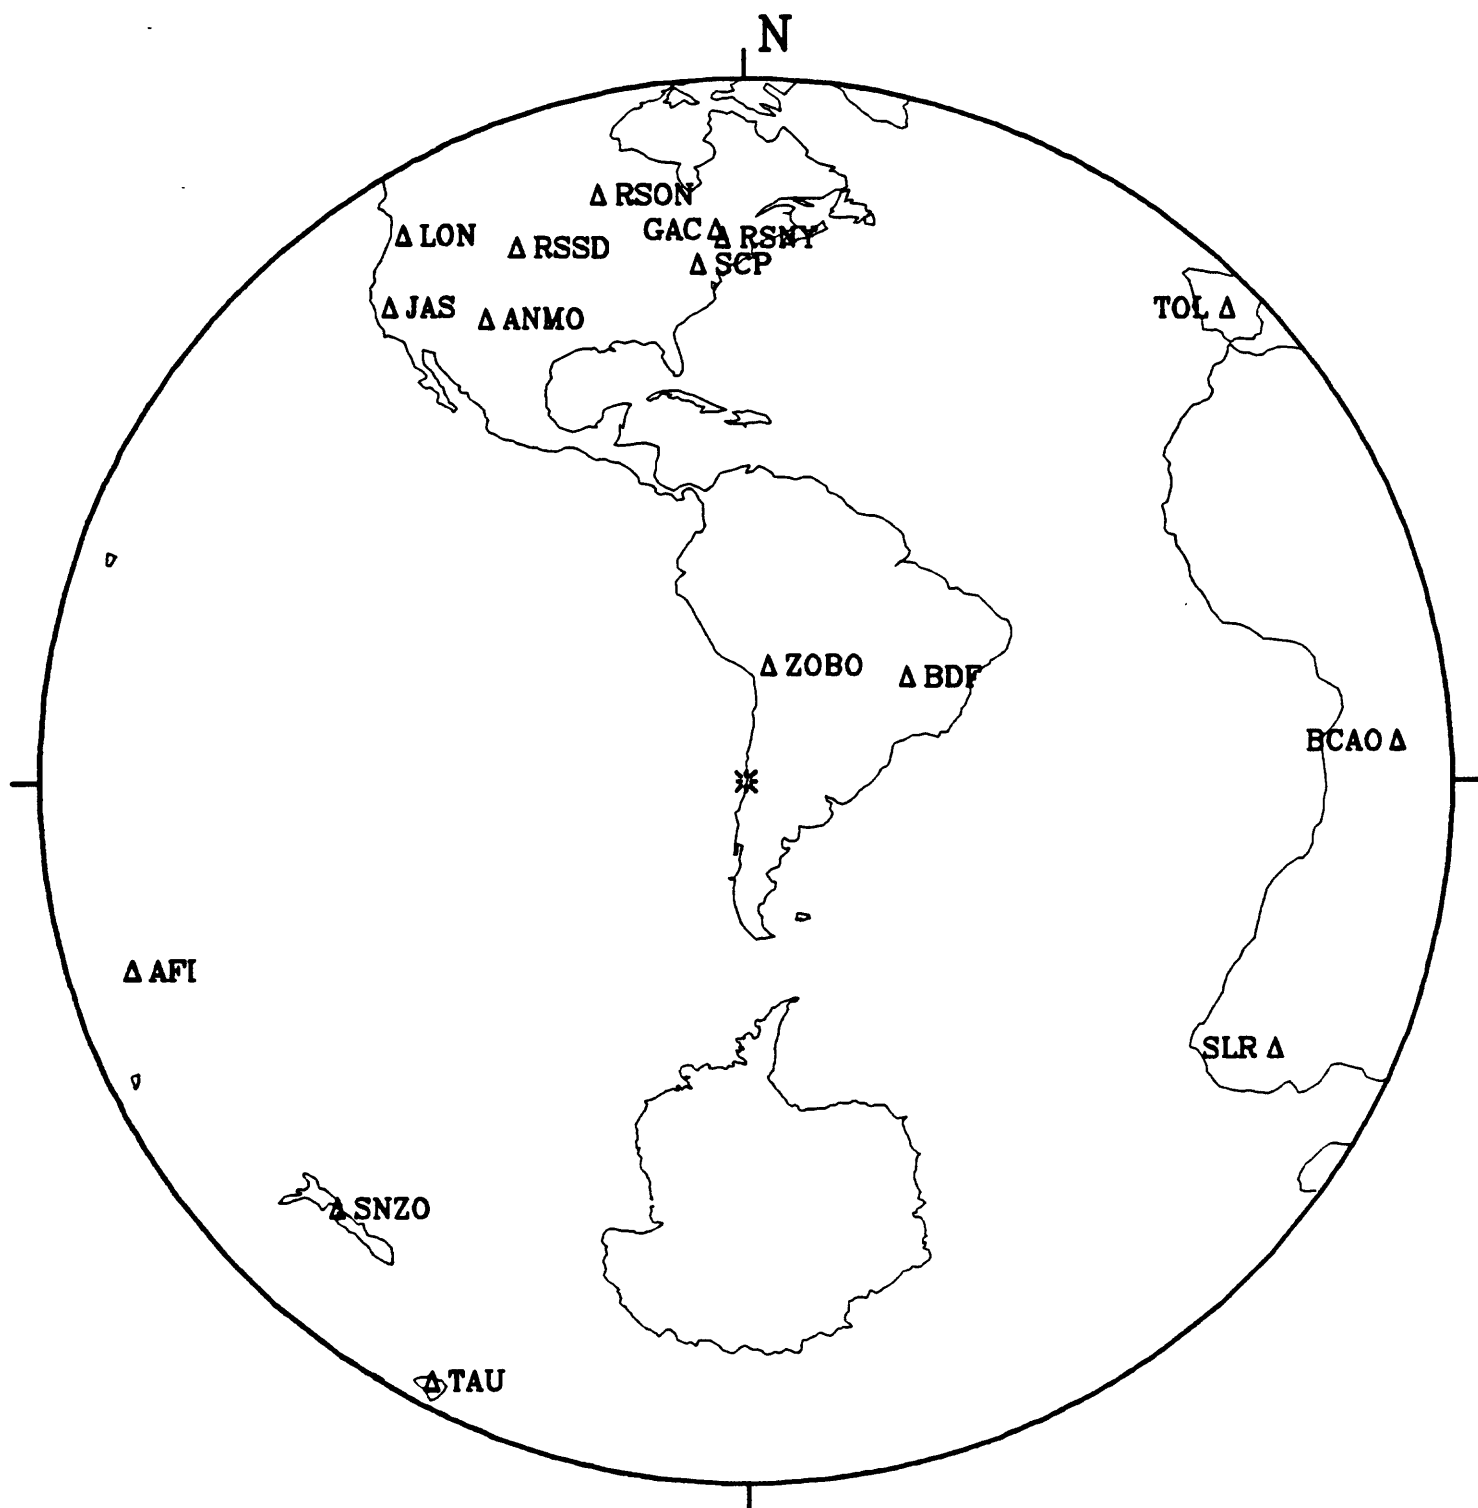 N
RSON
GAC
RSNY
LON
RSSD
SCP
JAS
ANMO
TOL
ZOBO
BDF
BCAO
AFI
SLR
SNZO
TAU